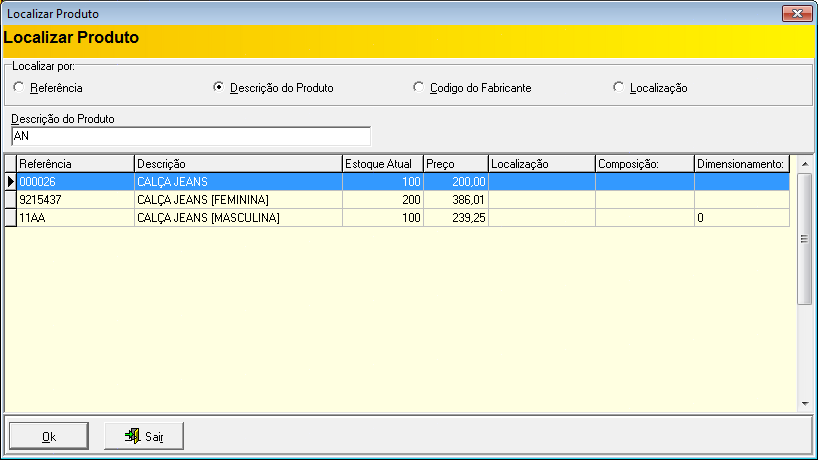 Localizar Produto
Localizar Produto
Localizar por:
Referência Descrição do Produto Codigo do Fabricante Localização
Descrição do Produto
AN
Referência Descrição Estoque Atual Preço Localização Composição: Dimensionamento:
000026 CALÇA JEANS 100 200,00
9215437 CALÇA JEANS [FEMININA] 200 386,01
11AA CALÇA JEANS [MASCULINA] 100 239,25 0
Ok Sair